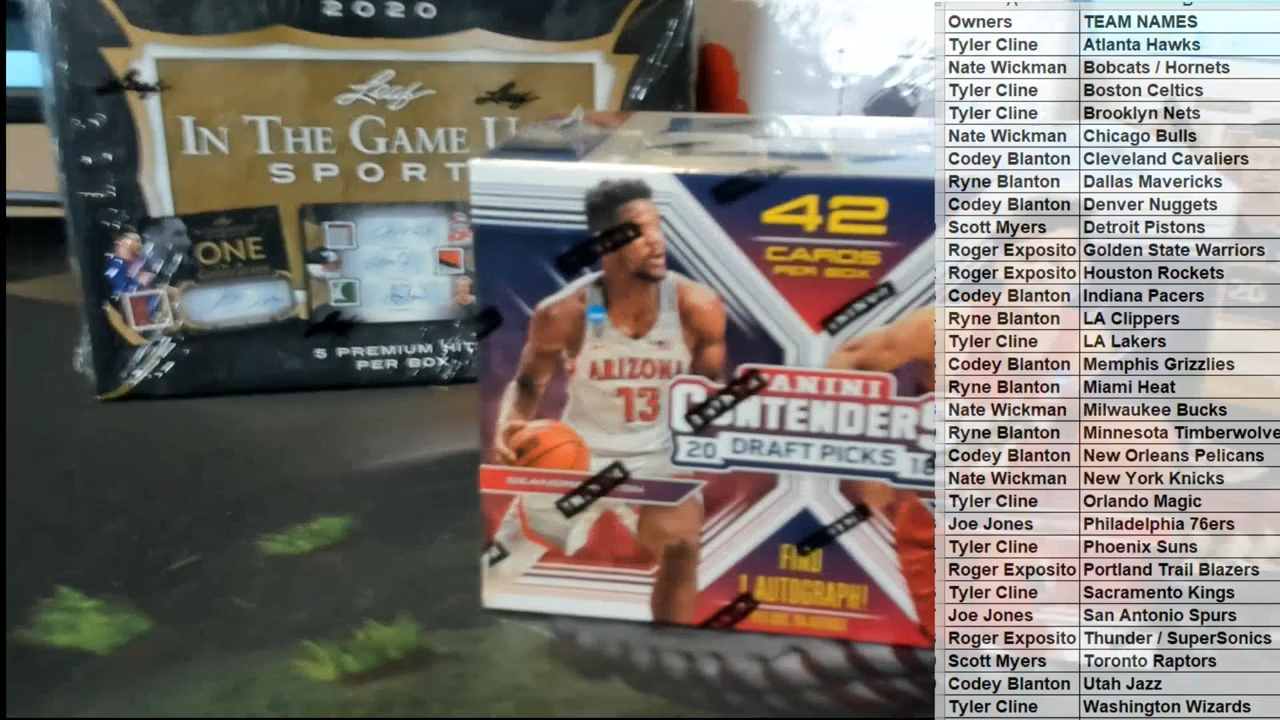 2020
Leaf
IN THE GAME U
SPORT
ONE
5 PREMIUM HIT
PER BOX
42
CARDS
PER BOX
ARIZONA
13
PANINI
CONTENDERS
20 DRAFT PICKS 18
FIND
1 AUTOGRAPH!
Owners TEAM NAMES
Tyler Cline Atlanta Hawks
Nate Wickman Bobcats / Hornets
Tyler Cline Boston Celtics
Tyler Cline Brooklyn Nets
Nate Wickman Chicago Bulls
Codey Blanton Cleveland Cavaliers
Ryne Blanton Dallas Mavericks
Codey Blanton Denver Nuggets
Scott Myers Detroit Pistons
Roger Exposito Golden State Warriors
Roger Exposito Houston Rockets
Codey Blanton Indiana Pacers
Ryne Blanton LA Clippers
Tyler Cline LA Lakers
Codey Blanton Memphis Grizzlies
Ryne Blanton Miami Heat
Nate Wickman Milwaukee Bucks
Ryne Blanton Minnesota Timberwolve
Codey Blanton New Orleans Pelicans
Nate Wickman New York Knicks
Tyler Cline Orlando Magic
Joe Jones Philadelphia 76ers
Tyler Cline Phoenix Suns
Roger Exposito Portland Trail Blazers
Tyler Cline Sacramento Kings
Joe Jones San Antonio Spurs
Roger Exposito Thunder / SuperSonics
Scott Myers Toronto Raptors
Codey Blanton Utah Jazz
Tyler Cline Washington Wizards